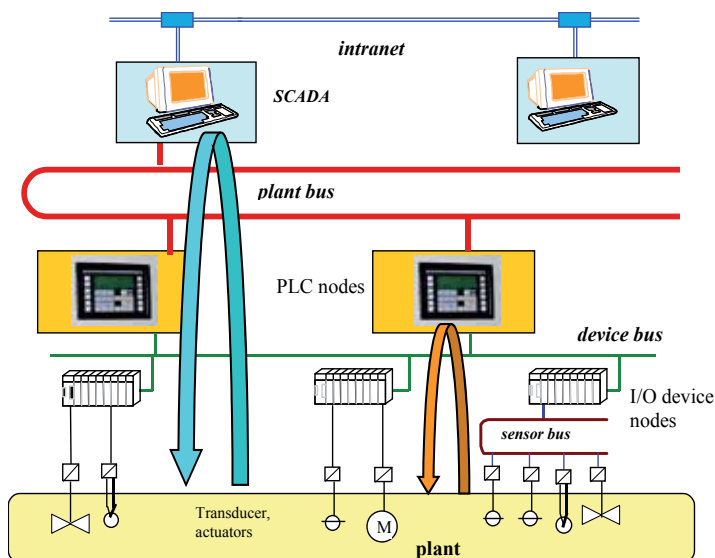 intranet
SCADA
plant bus
PLC nodes
device bus
I/O device
nodes
sensor bus
Transducer,
actuators
M
plant